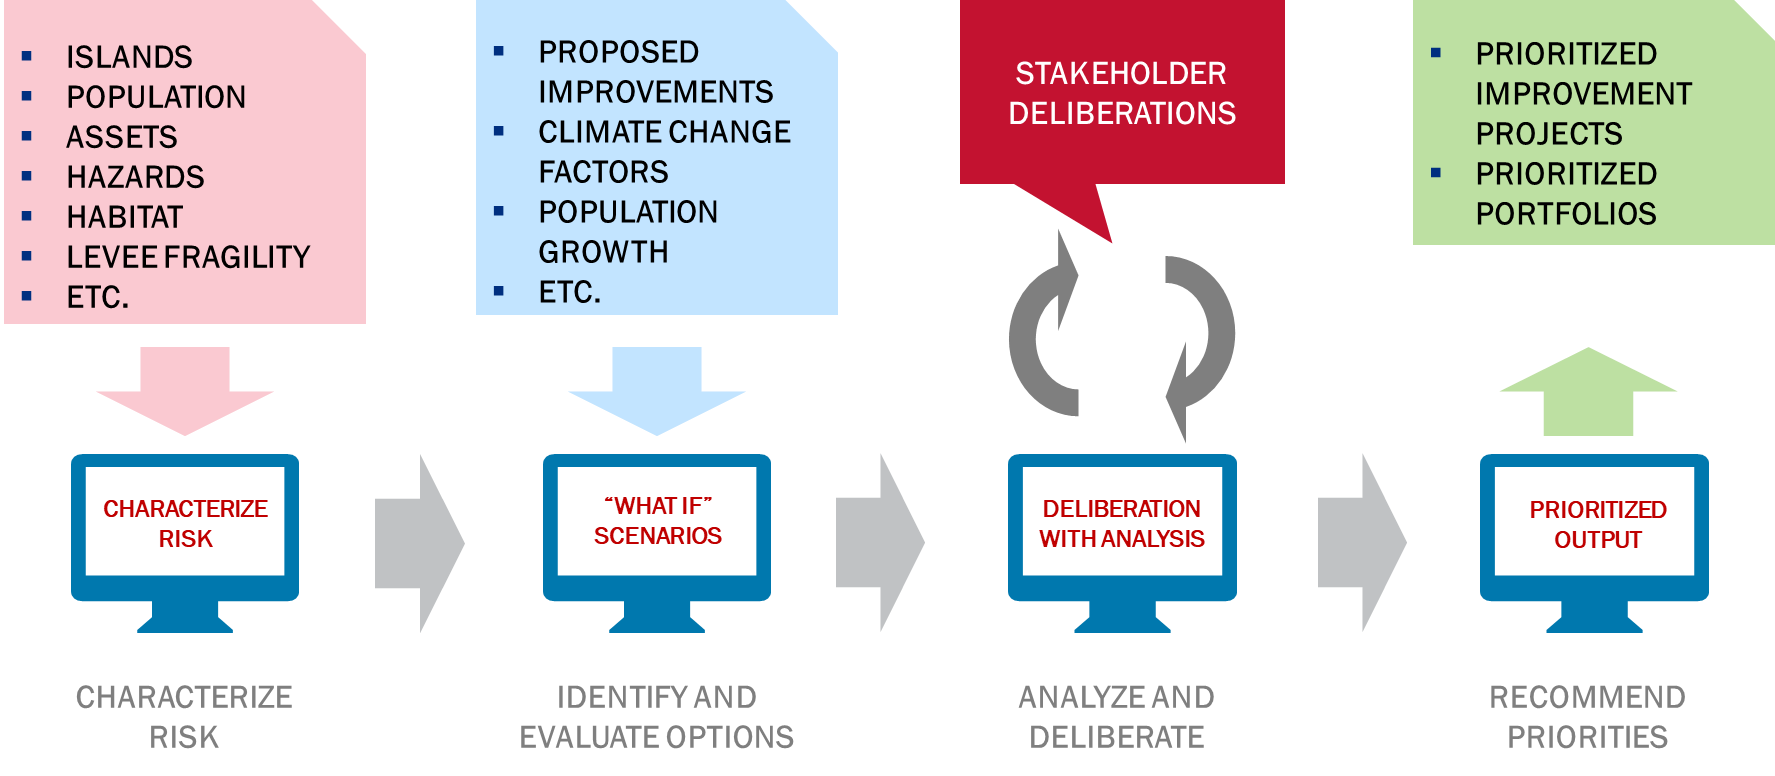 ISLANDS
POPULATION
ASSETS
HAZARDS
HABITAT
LEVEE FRAGILITY
ETC.
PROPOSED
IMPROVEMENTS
CLIMATE CHANGE
FACTORS
POPULATION
GROWTH
ETC.
STAKEHOLDER
DELIBERATIONS
PRIORITIZED
IMPROVEMENT
PROJECTS
PRIORITIZED
PORTFOLIOS
CHARACTERIZE
RISK
“WHAT IF”
SCENARIOS
DELIBERATION
WITH ANALYSIS
PRIORITIZED
OUTPUT
CHARACTERIZE
RISK
IDENTIFY AND
EVALUATE OPTIONS
ANALYZE AND
DELIBERATE
RECOMMEND
PRIORITIES